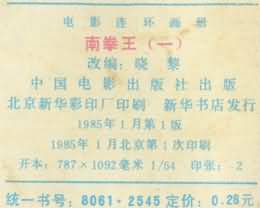 电影连环画册
南拳王(一)
改编:晓黎
中国电影出版社出版
北京新华彩印厂印刷 新华书店发行
1985年1月第1版
1985年1月北京第1次印刷
开本:787×1092毫米 1/64 印张:2
统一书号:8061·2545 定价:0.28元